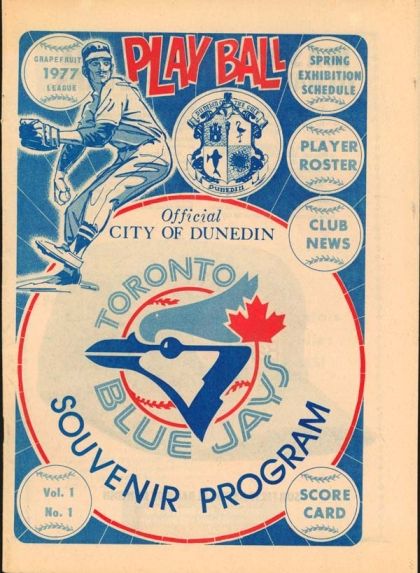 GRAPEFRUIT
1977
LEAGUE
PLAY BALL
SPRING
EXHIBITION
SCHEDULE
DUNEDIN
PLAYER
ROSTER
CLUB
NEWS
Official
CITY OF DUNEDIN
TORONTO
BLUE JAYS
SOUVENIR PROGRAM
Vol. 1
No. 1
SCORE
CARD